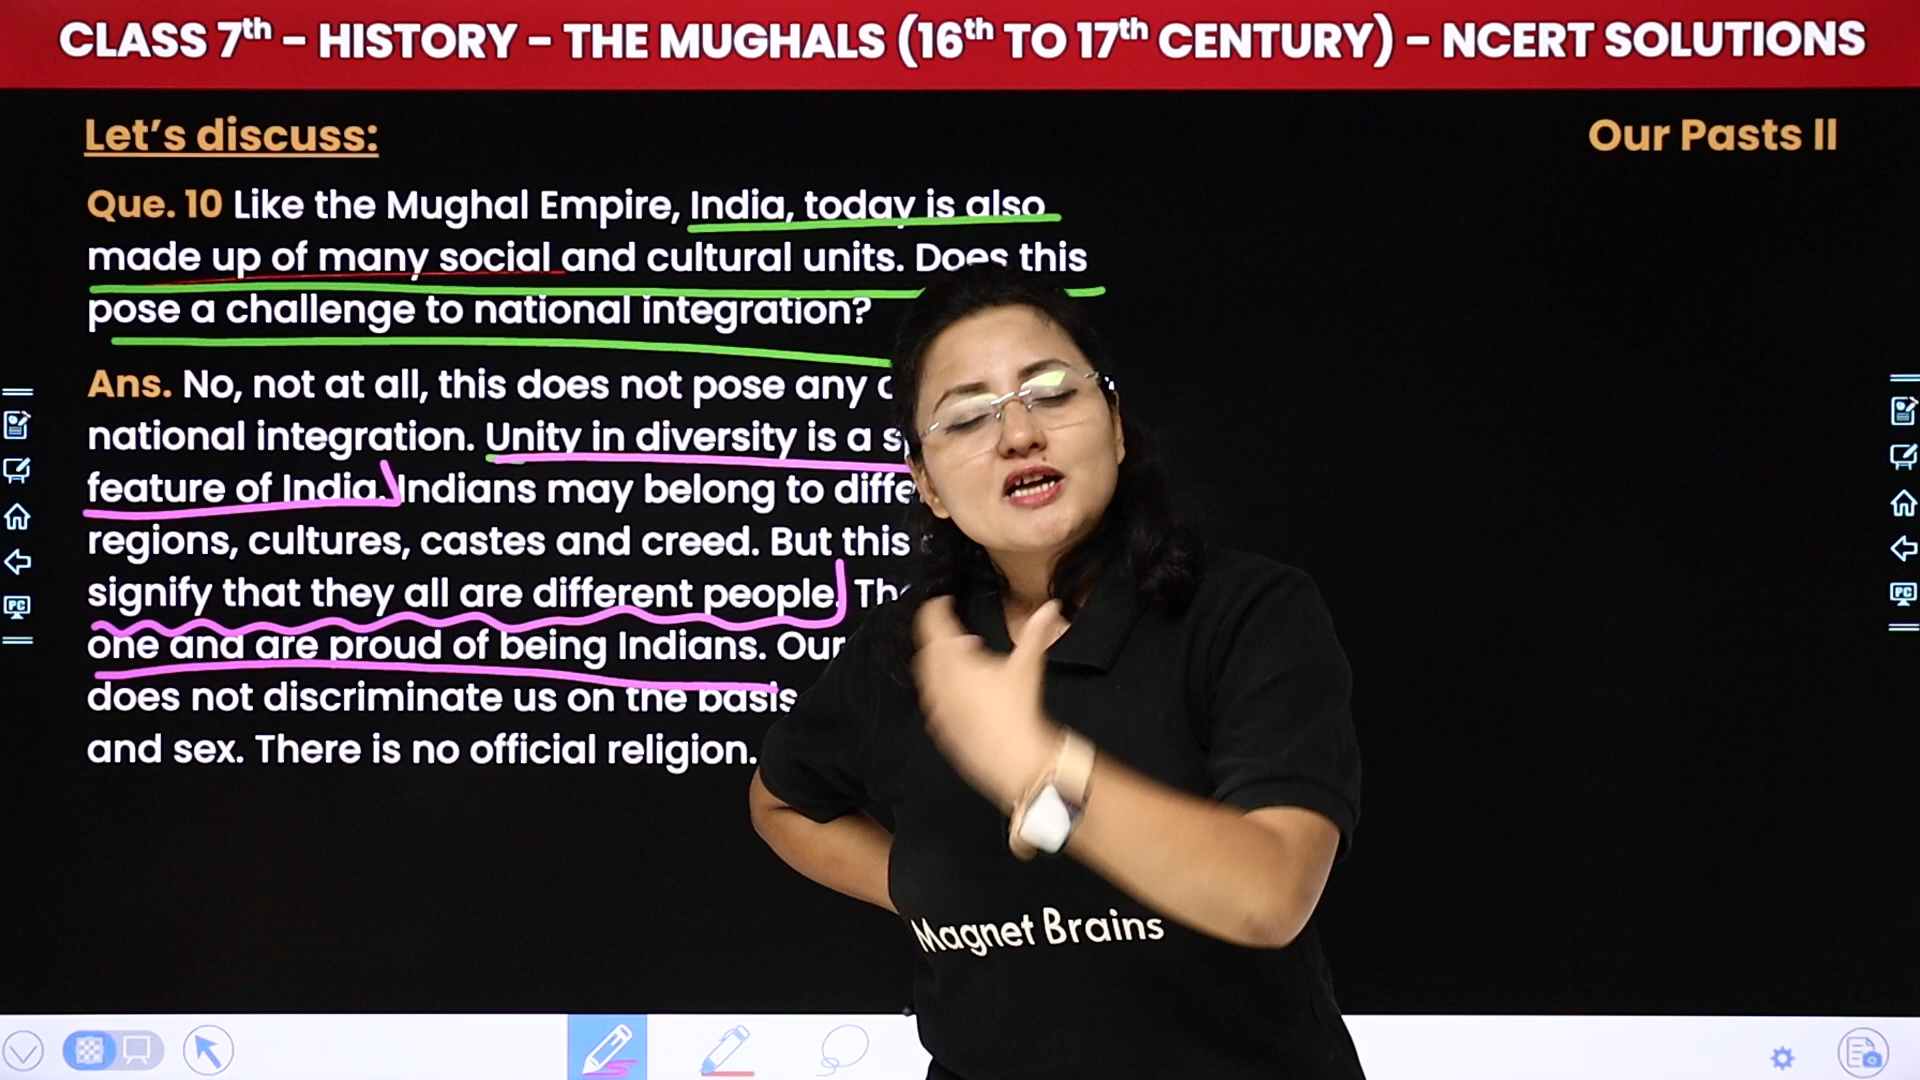 CLASS 7th – HISTORY – THE MUGHALS (16th TO 17th CENTURY) – NCERT SOLUTIONS
Let's discuss:
Our Pasts II
Que. 10 Like the Mughal Empire, India, today is also
made up of many social and cultural units. Does this
pose a challenge to national integration?
Ans. No, not at all, this does not pose any
national integration. Unity in diversity is a
feature of India. Indians may belong to
regions, cultures, castes and creed. But this
signify that they all are different people.
one and are proud of being Indians. Our
does not discriminate us on the basis
and sex. There is no official religion.
Magnet Brains
PC
PC